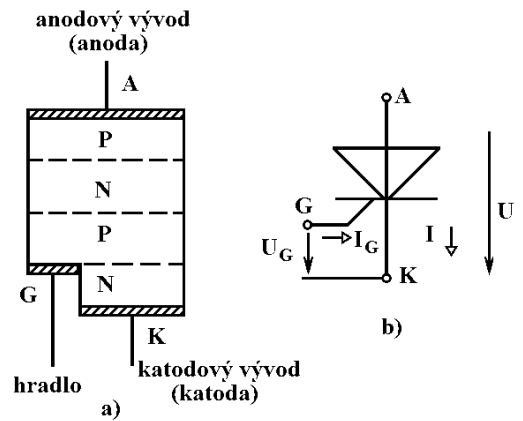 anodový vývod
(anoda)
A
P
N
P
N
G
K
hradlo
katodový vývod
(katoda)
a)
A
G
U_G
I_G
I
U
K
b)